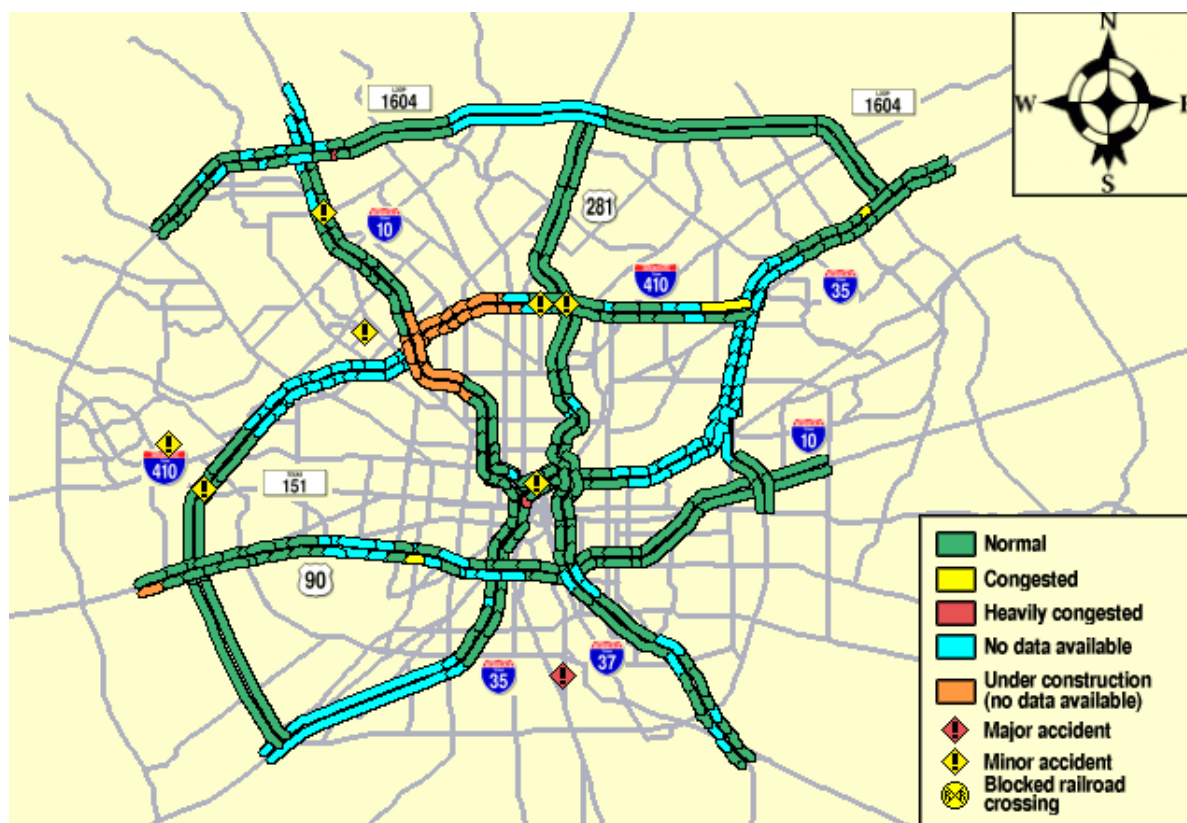 N
W
S
LOOP
1604
LOOP
1604
281
10
410
35
10
410
TEXAS
151
90
35
37
Normal
Congested
Heavily congested
No data available
Under construction
(no data available)
Major accident
Minor accident
Blocked railroad
crossing